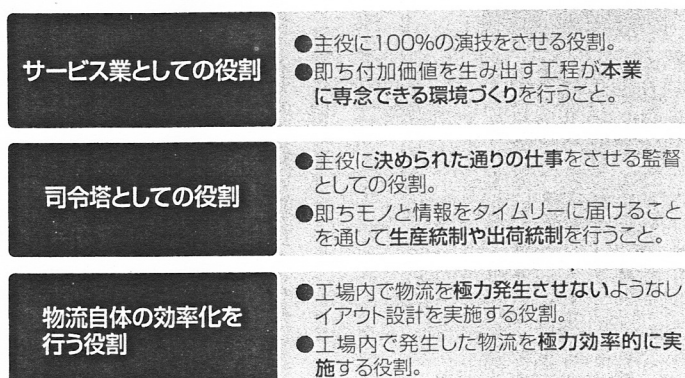 サービス業としての役割
●主役に100%の演技をさせる役割。
●即ち付加価値を生み出す工程が本業
に専念できる環境づくりを行うこと。
司令塔としての役割
●主役に決められた通りの仕事をさせる監督
としての役割。
●即ちモノと情報をタイムリーに届けること
を通して生産統制や出荷統制を行うこと。
物流自体の効率化を
行う役割
●工場内で物流を極力発生させないようなレ
イアウト設計を実施する役割。
●工場内で発生した物流を極力効率的に実
施する役割。